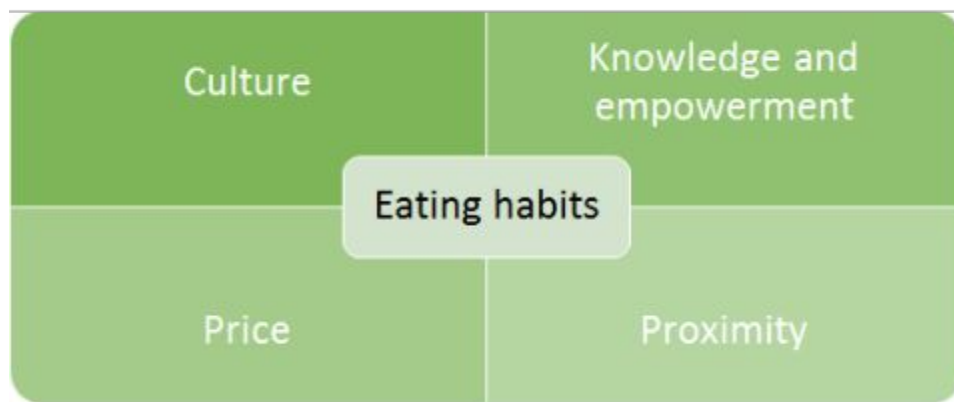 Culture
Knowledge and
empowerment
Eating habits
Price
Proximity